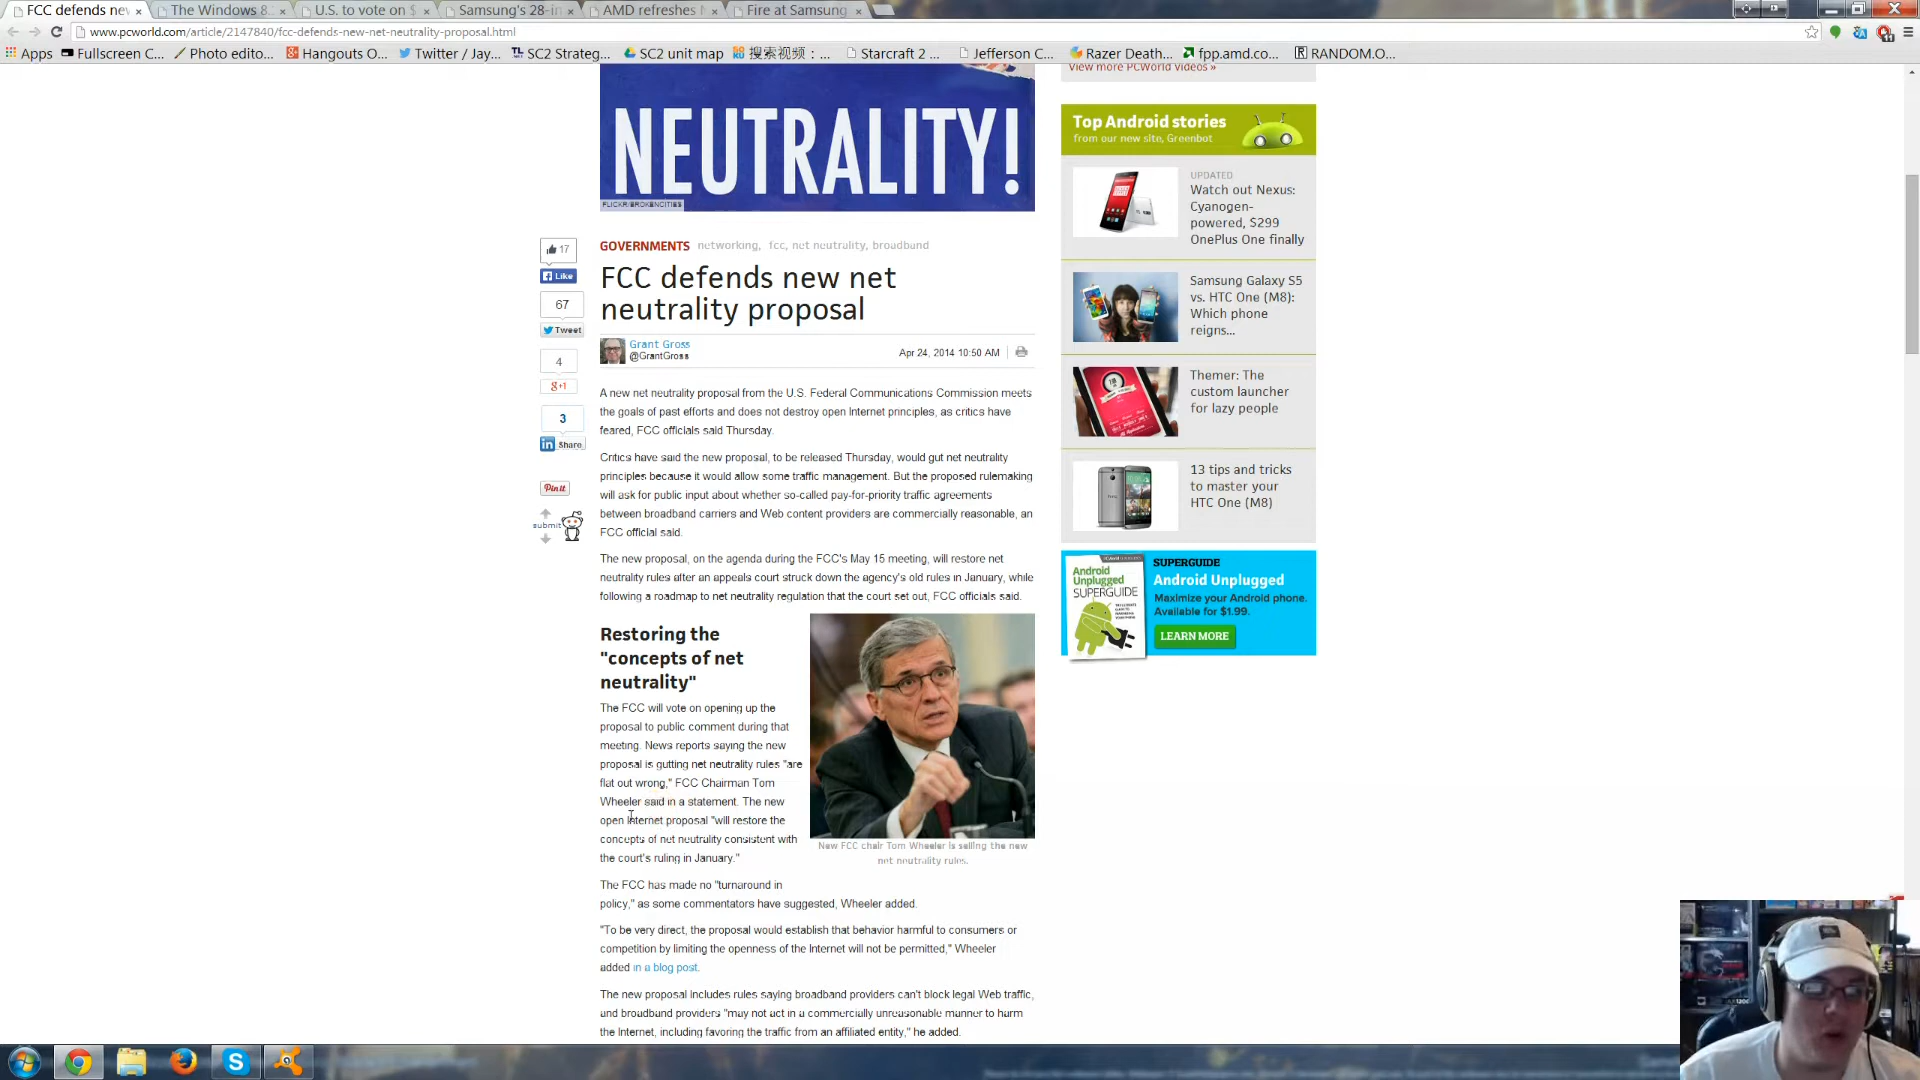 FCC defends nev
The Windows 8.
U.S. to vote on $
Samsung's 28-in
AMD refreshes M
Fire at Samsung
www.pcworld.com/article/2147840/fcc-defends-new-net-neutrality-proposal.html
Apps
Fullscreen C...
Photo edito...
Hangouts O...
Twitter / Jay...
SC2 Strateg...
SC2 unit map
搜索视频：...
Starcraft 2 ...
Jefferson C...
Razer Death...
fpp.amd.co...
RANDOM.O...
NEUTRALITY!
FLICKR/BROKENCITIES
GOVERNMENTS networking, fcc, net neutrality, broadband
FCC defends new net
neutrality proposal
Grant Gross
@GrantGross
Apr 24, 2014 10:50 AM
17
Like
67
Tweet
4
g+1
3
in Share
Pin it
submit
A new net neutrality proposal from the U.S. Federal Communications Commission meets
the goals of past efforts and does not destroy open Internet principles, as critics have
feared, FCC officials said Thursday.
Critics have said the new proposal, to be released Thursday, would gut net neutrality
principles because it would allow some traffic management. But the proposed rulemaking
will ask for public input about whether so-called pay-for-priority traffic agreements
between broadband carriers and Web content providers are commercially reasonable, an
FCC official said.
The new proposal, on the agenda during the FCC's May 15 meeting, will restore net
neutrality rules after an appeals court struck down the agency's old rules in January, while
following a roadmap to net neutrality regulation that the court set out, FCC officials said.
Restoring the
"concepts of net
neutrality"
The FCC will vote on opening up the
proposal to public comment during that
meeting. News reports saying the new
proposal is gutting net neutrality rules "are
flat out wrong," FCC Chairman Tom
Wheeler said in a statement. The new
open Internet proposal "will restore the
concepts of net neutrality consistent with
the court's ruling in January."
New FCC chair Tom Wheeler is selling the new
net neutrality rules.
The FCC has made no "turnaround in
policy," as some commentators have suggested, Wheeler added.
"To be very direct, the proposal would establish that behavior harmful to consumers or
competition by limiting the openness of the Internet will not be permitted," Wheeler
added in a blog post.
The new proposal includes rules saying broadband providers can't block legal Web traffic,
and broadband providers "may not act in a commercially unreasonable manner to harm
the Internet, including favoring the traffic from an affiliated entity," he added.
View more PCWorld videos »
Top Android stories
from our new site, Greenbot
UPDATED
Watch out Nexus:
Cyanogen-
powered, $299
OnePlus One finally
Samsung Galaxy S5
vs. HTC One (M8):
Which phone
reigns...
Themer: The
custom launcher
for lazy people
13 tips and tricks
to master your
HTC One (M8)
Android
Unplugged
SUPERGUIDE
SUPERGUIDE
Android Unplugged
Maximize your Android phone.
Available for $1.99.
LEARN MORE